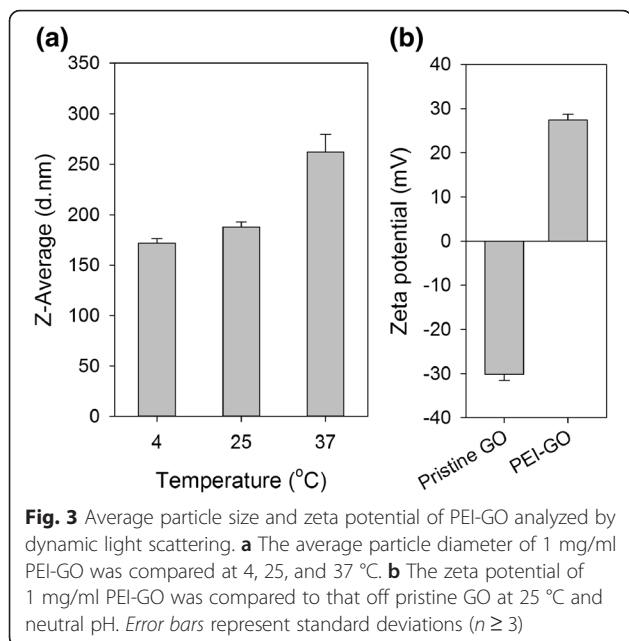 (a)
350
300
250
200
150
100
50
0
Z-Average (d.nm)
4 25 37
Temperature (°C)
(b)
40
30
20
10
0
-10
-20
-30
-40
Zeta potential (mV)
Pristine GO
PEI-GO
Fig. 3 Average particle size and zeta potential of PEI-GO analyzed by
dynamic light scattering. a The average particle diameter of 1 mg/ml
PEI-GO was compared at 4, 25, and 37 °C. b The zeta potential of
1 mg/ml PEI-GO was compared to that off pristine GO at 25 °C and
neutral pH. Error bars represent standard deviations (n ≥ 3)